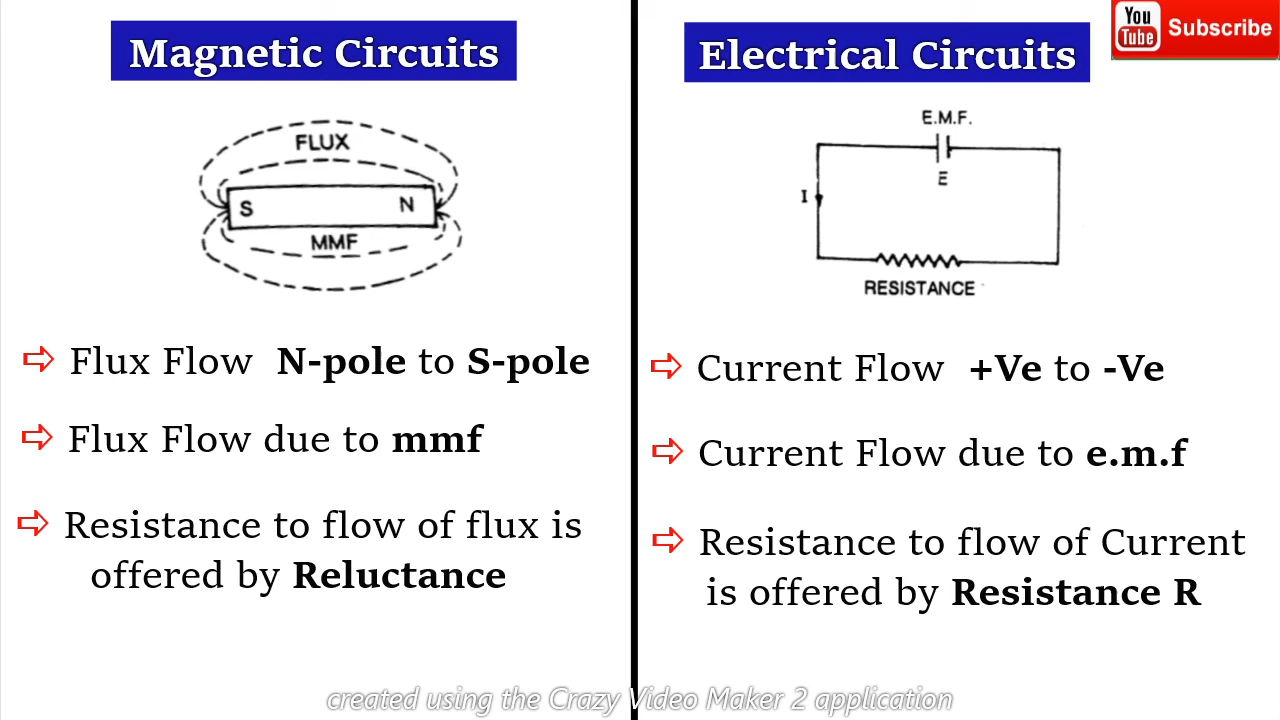 Magnetic Circuits
FLUX
S N
MMF
Flux Flow N-pole to S-pole
Flux Flow due to mmf
Resistance to flow of flux is
offered by Reluctance
Electrical Circuits
You
Tube
Subscribe
E.M.F.
E
I
RESISTANCE
Current Flow +Ve to -Ve
Current Flow due to e.m.f
Resistance to flow of Current
is offered by Resistance R
created using the Crazy Video Maker 2 application